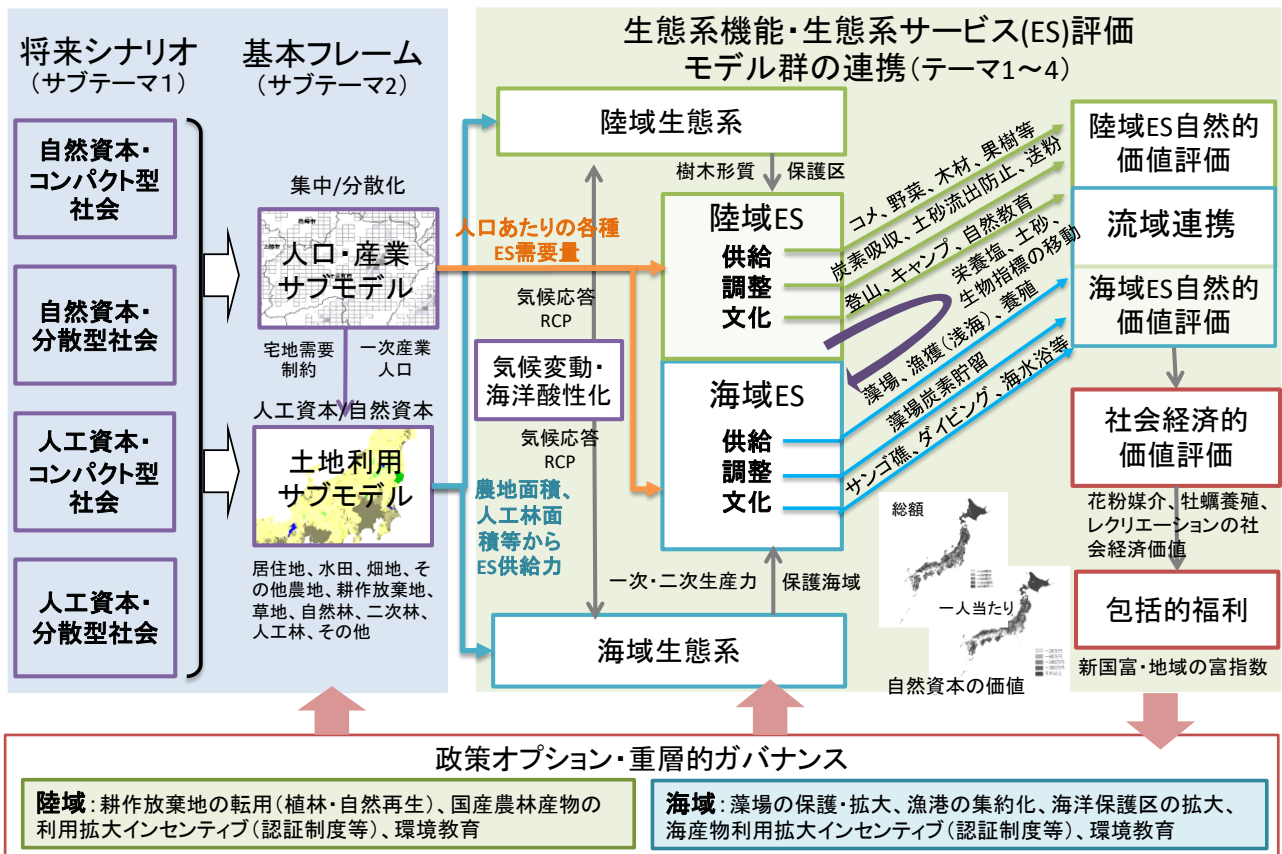 将来シナリオ
(サブテーマ1)
自然資本・
コンパクト型
社会
自然資本・
分散型社会
人工資本・
コンパクト型
社会
人工資本・
分散型社会
基本フレーム
(サブテーマ2)
集中/分散化
人口・産業
サブモデル
宅地需要
制約
一次産業
人口
人工資本/自然資本
土地利用
サブモデル
居住地、水田、畑地、そ
の他農地、耕作放棄地、
草地、自然林、二次林、
人工林、その他
生態系機能・生態系サービス(ES)評価
モデル群の連携(テーマ1~4)
陸域生態系
樹木形質
保護区
人口あたりの各種
ES需要量
気候応答
RCP
気候変動・
海洋酸性化
気候応答
RCP
農地面積、
人工林面
積等から
ES供給力
陸域ES
供給
調整
文化
海域ES
供給
調整
文化
一次・二次生産力
保護海域
海域生態系
コメ、野菜、木材、果樹等
炭素吸収、土砂流出防止、送粉
登山、キャンプ、自然教育
栄養塩、土砂、
生物指標の移動
藻場、漁獲(浅海)、養殖
藻場炭素貯留
サンゴ礁、ダイビング、海水浴等
総額
一人当たり
自然資本の価値
陸域ES自然的
価値評価
流域連携
海域ES自然的
価値評価
社会経済的
価値評価
花粉媒介、牡蠣養殖、
レクリエーションの社
会経済価値
包括的福利
新国富・地域の富指数
政策オプション・重層的ガバナンス
陸域:耕作放棄地の転用(植林・自然再生)、国産農林産物の
利用拡大インセンティブ(認証制度等)、環境教育
海域:藻場の保護・拡大、漁港の集約化、海洋保護区の拡大、
海産物利用拡大インセンティブ(認証制度等)、環境教育